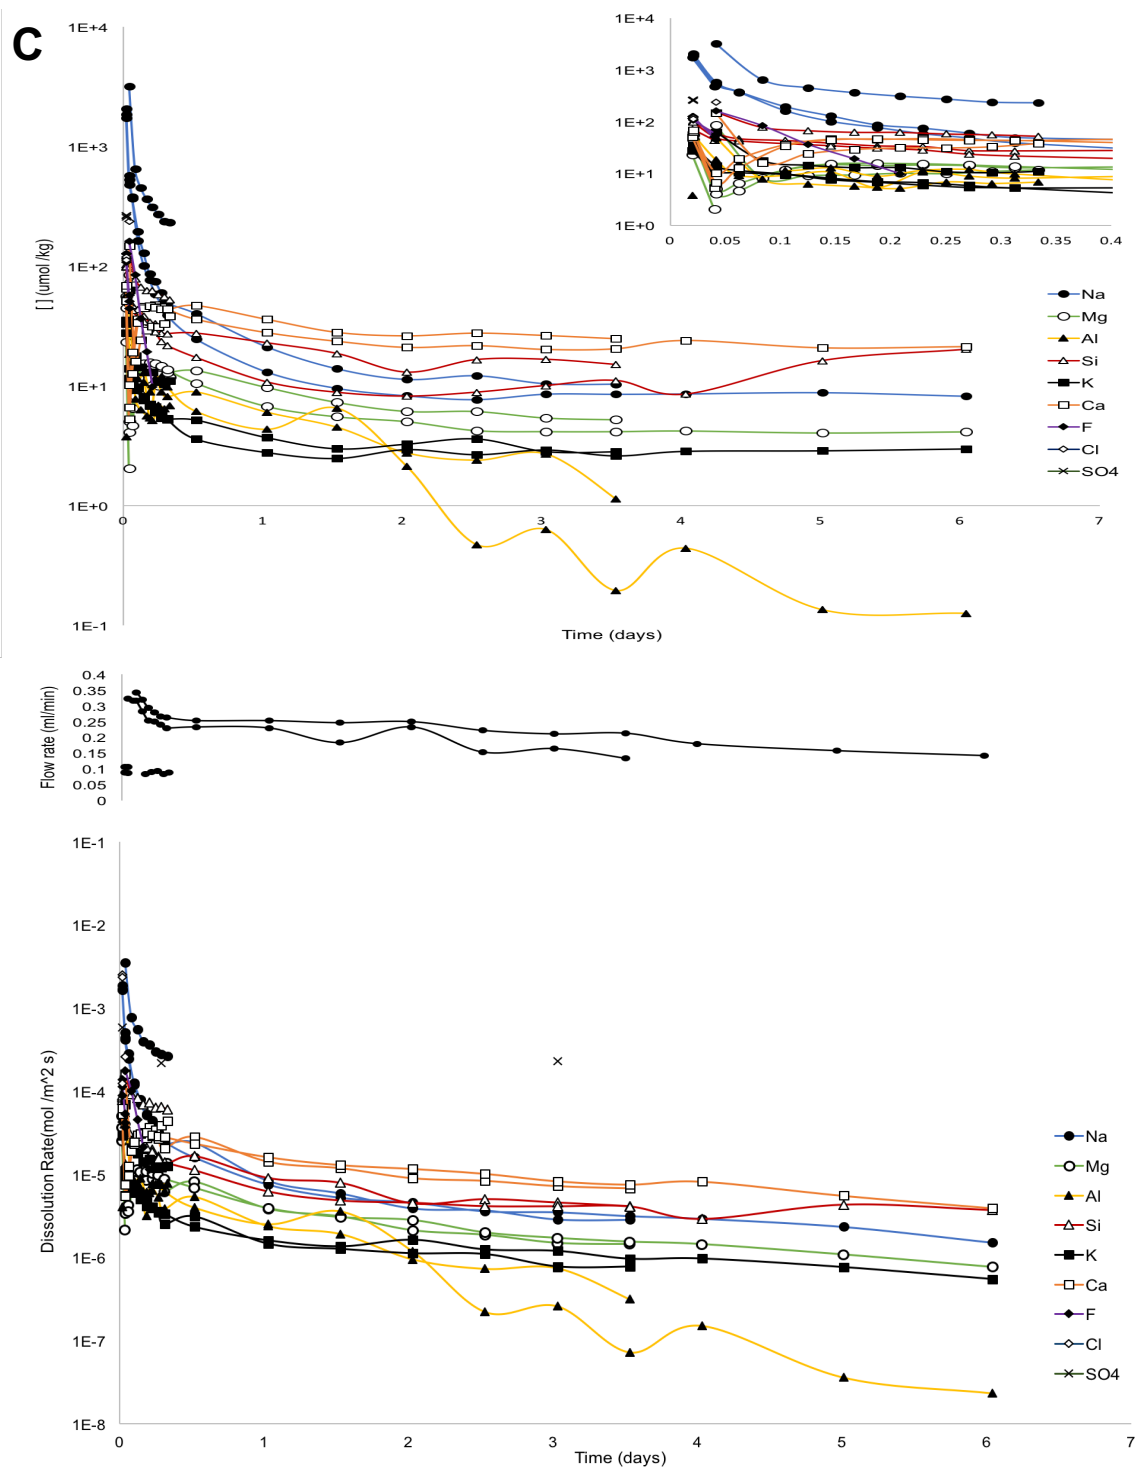 C
1E+4
1E+3
1E+2
1E+1
1E+0
1E-1
[ ] (umol/kg)
0 1 2 3 4 5 6 7
Time (days)
1E+4
1E+3
1E+2
1E+1
1E+0
0 0.05 0.1 0.15 0.2 0.25 0.3 0.35 0.4
Na
Mg
Al
Si
K
Ca
F
Cl
SO4
0.4
0.35
0.3
0.25
0.2
0.15
0.1
0.05
0
Flow rate (ml/min)
1E-1
1E-2
1E-3
1E-4
1E-5
1E-6
1E-7
1E-8
Dissolution Rate(mol /m^2 s)
0 1 2 3 4 5 6 7
Time (days)
Na
Mg
Al
Si
K
Ca
F
Cl
SO4